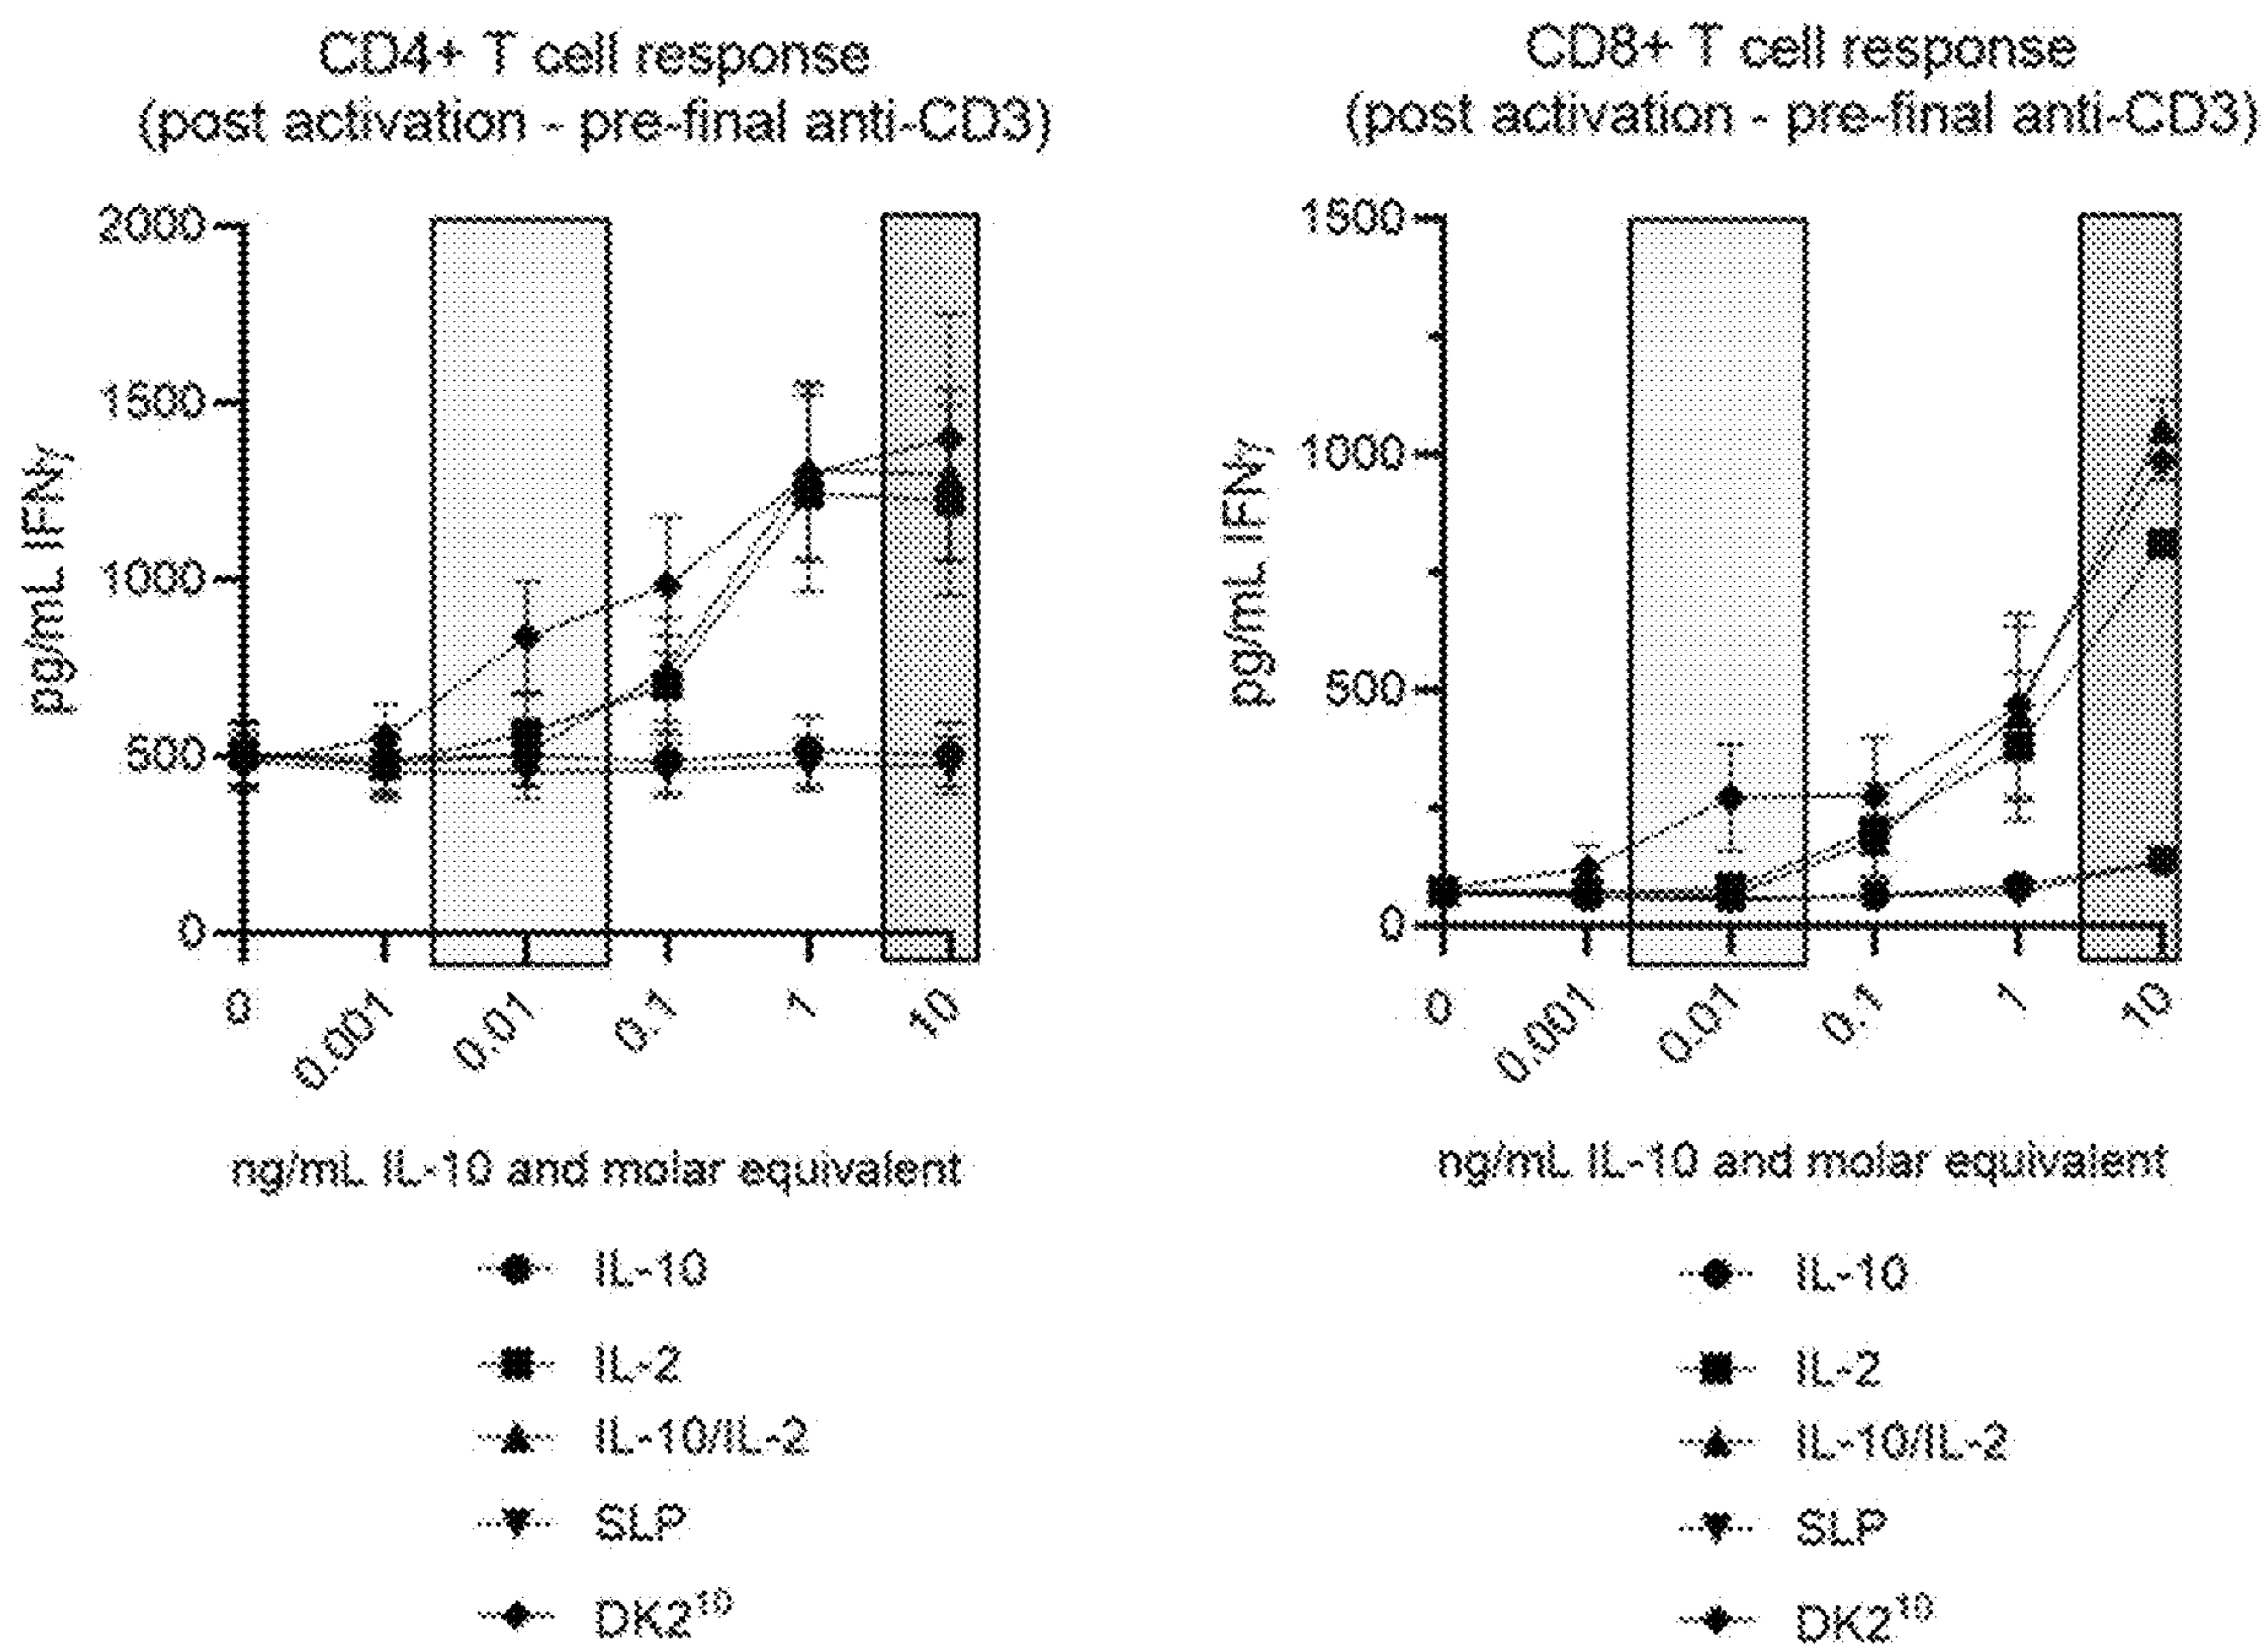 CD4+ T cell response
(post activation - pre-final anti-CD3)
pg/mL IFNγ
2000
1500
1000
500
0
0
0.001
0.01
0.1
1
10
ng/mL IL-10 and molar equivalent
IL-10
IL-2
IL-10/IL-2
SLP
DK2¹⁰
CD8+ T cell response
(post activation - pre-final anti-CD3)
pg/mL IFNγ
1500
1000
500
0
0
0.001
0.01
0.1
1
10
ng/mL IL-10 and molar equivalent
IL-10
IL-2
IL-10/IL-2
SLP
DK2¹⁰